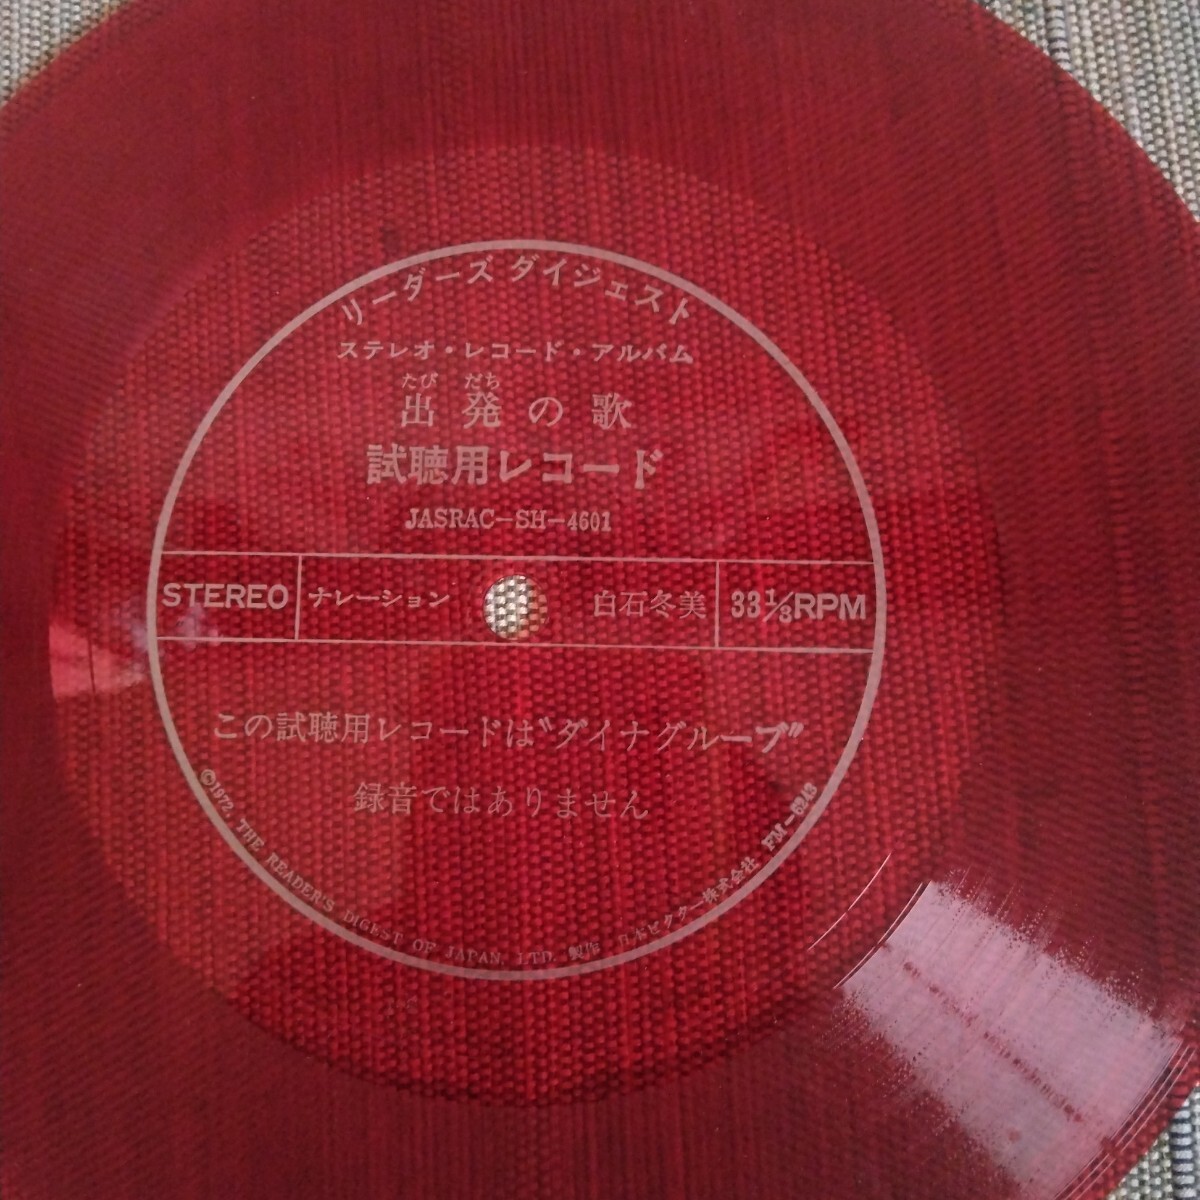 リーダーズ ダイジェスト
ステレオ・レコード・アルバム
たび だち
出発の歌
試聴用レコード
JASRAC-SH-4601
STEREO ナレーション 白石冬美 33⅓RPM
この試聴用レコードは〝ダイナグループ〟
録音ではありません
©1972, THE READER'S DIGEST OF JAPAN, LTD. 製作 日本ビクター株式会社 FM-5243